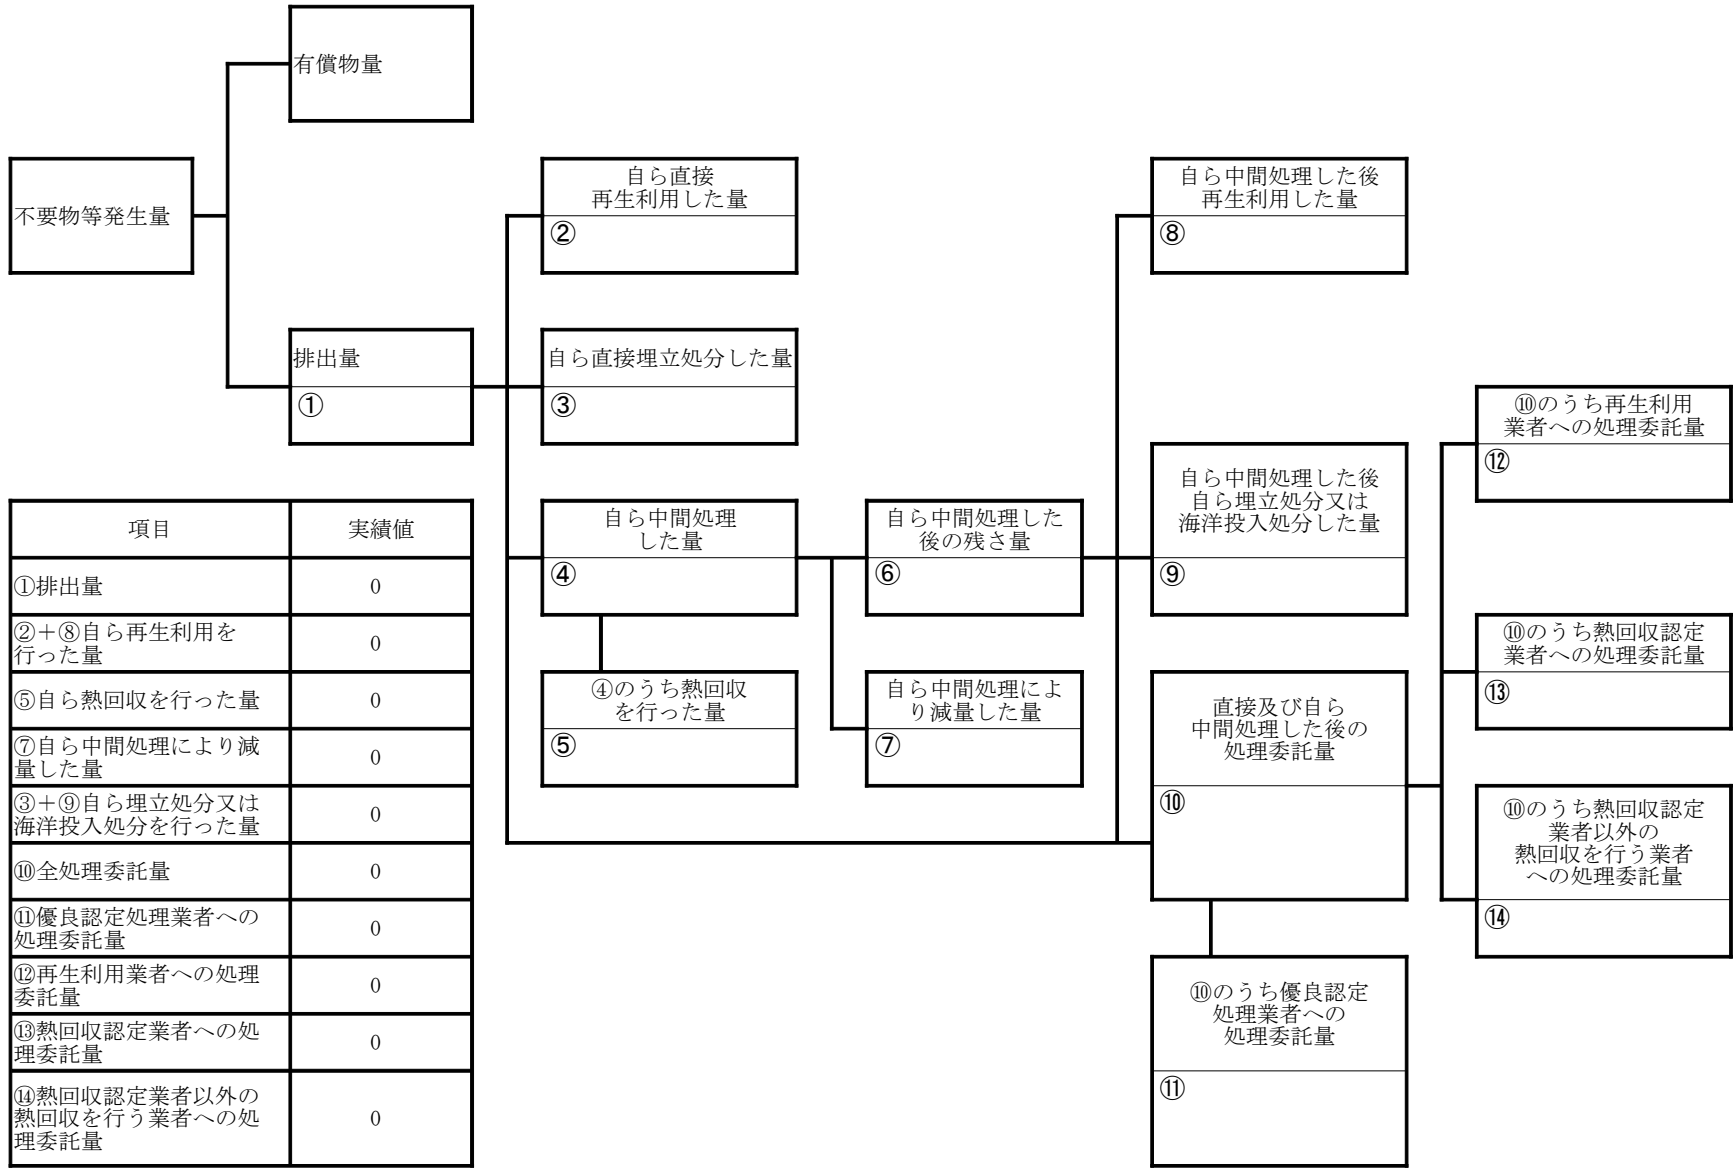 有償物量
不要物等発生量
自ら直接
再生利用した量
②
自ら中間処理した後
再生利用した量
⑧
排出量
①
自ら直接埋立処分した量
③
⑩のうち再生利用
業者への処理委託量
⑫
自ら中間処理
した量
④
自ら中間処理した
後の残さ量
⑥
自ら中間処理した後
自ら埋立処分又は
海洋投入処分した量
⑨
⑩のうち熱回収認定
業者への処理委託量
⑬
④のうち熱回収
を行った量
⑤
自ら中間処理によ
り減量した量
⑦
直接及び自ら
中間処理した後の
処理委託量
⑩
⑩のうち熱回収認定
業者以外の
熱回収を行う業者
への処理委託量
⑭
⑩のうち優良認定
処理業者への
処理委託量
⑪
項目 実績値
①排出量 0
②+⑧自ら再生利用を
行った量 0
⑤自ら熱回収を行った量 0
⑦自ら中間処理により減
量した量 0
③+⑨自ら埋立処分又は
海洋投入処分を行った量 0
⑩全処理委託量 0
⑪優良認定処理業者への
処理委託量 0
⑫再生利用業者への処理
委託量 0
⑬熱回収認定業者への処
理委託量 0
⑭熱回収認定業者以外の
熱回収を行う業者への処 0
理委託量